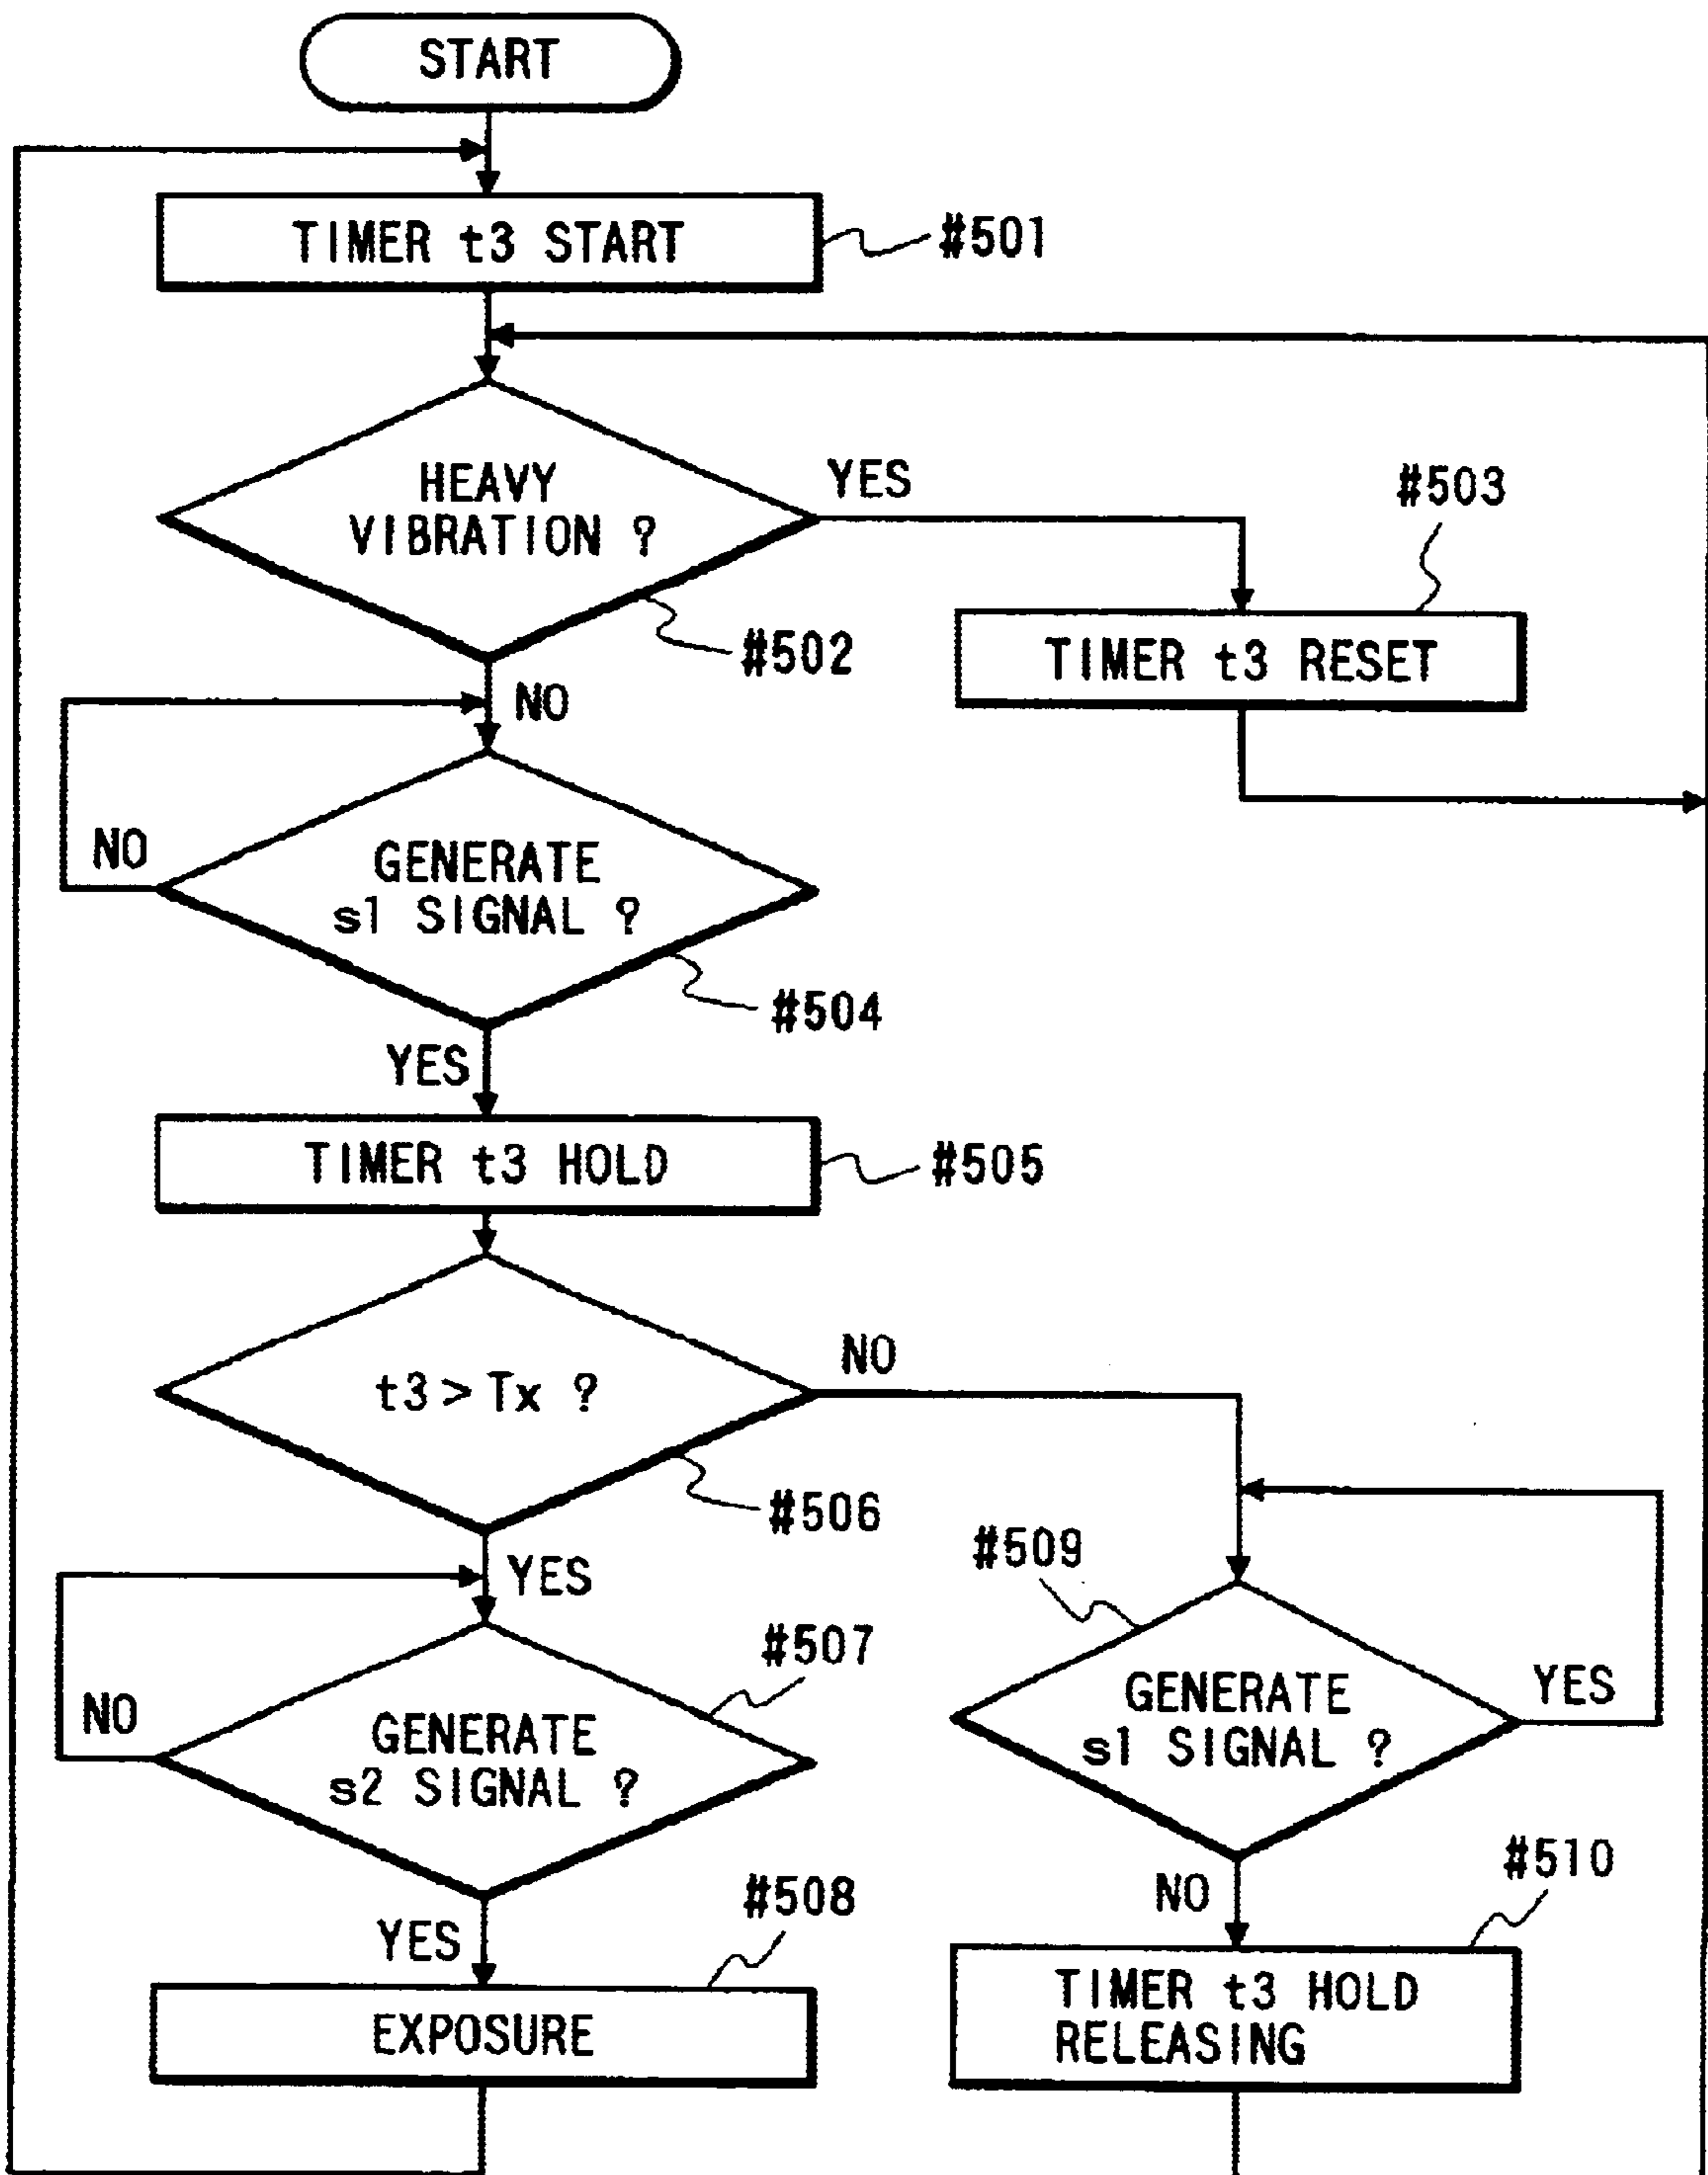 START
TIMER t3 START
#501
HEAVY
VIBRATION ?
YES
#502
#503
TIMER t3 RESET
NO
GENERATE
s1 SIGNAL ?
NO
#504
YES
TIMER t3 HOLD
#505
t3 > Tx ?
NO
#506
YES
#507
GENERATE
s2 SIGNAL ?
NO
YES
#508
EXPOSURE
#509
GENERATE
s1 SIGNAL ?
YES
NO
#510
TIMER t3 HOLD
RELEASING